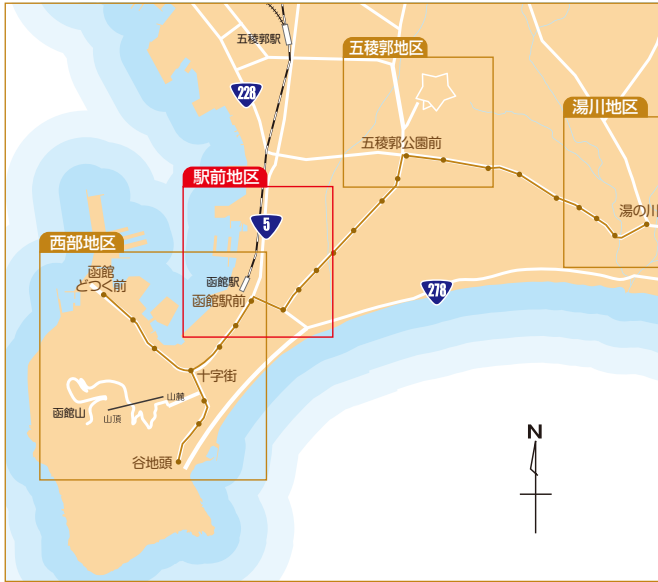 五稜郭駅
五稜郭地区
228
湯川地区
五稜郭公園前
駅前地区
湯の川
5
西部地区
函館
どつく前
函館駅
函館駅前
278
十字街
山麓
函館山
山頂
谷地頭
N